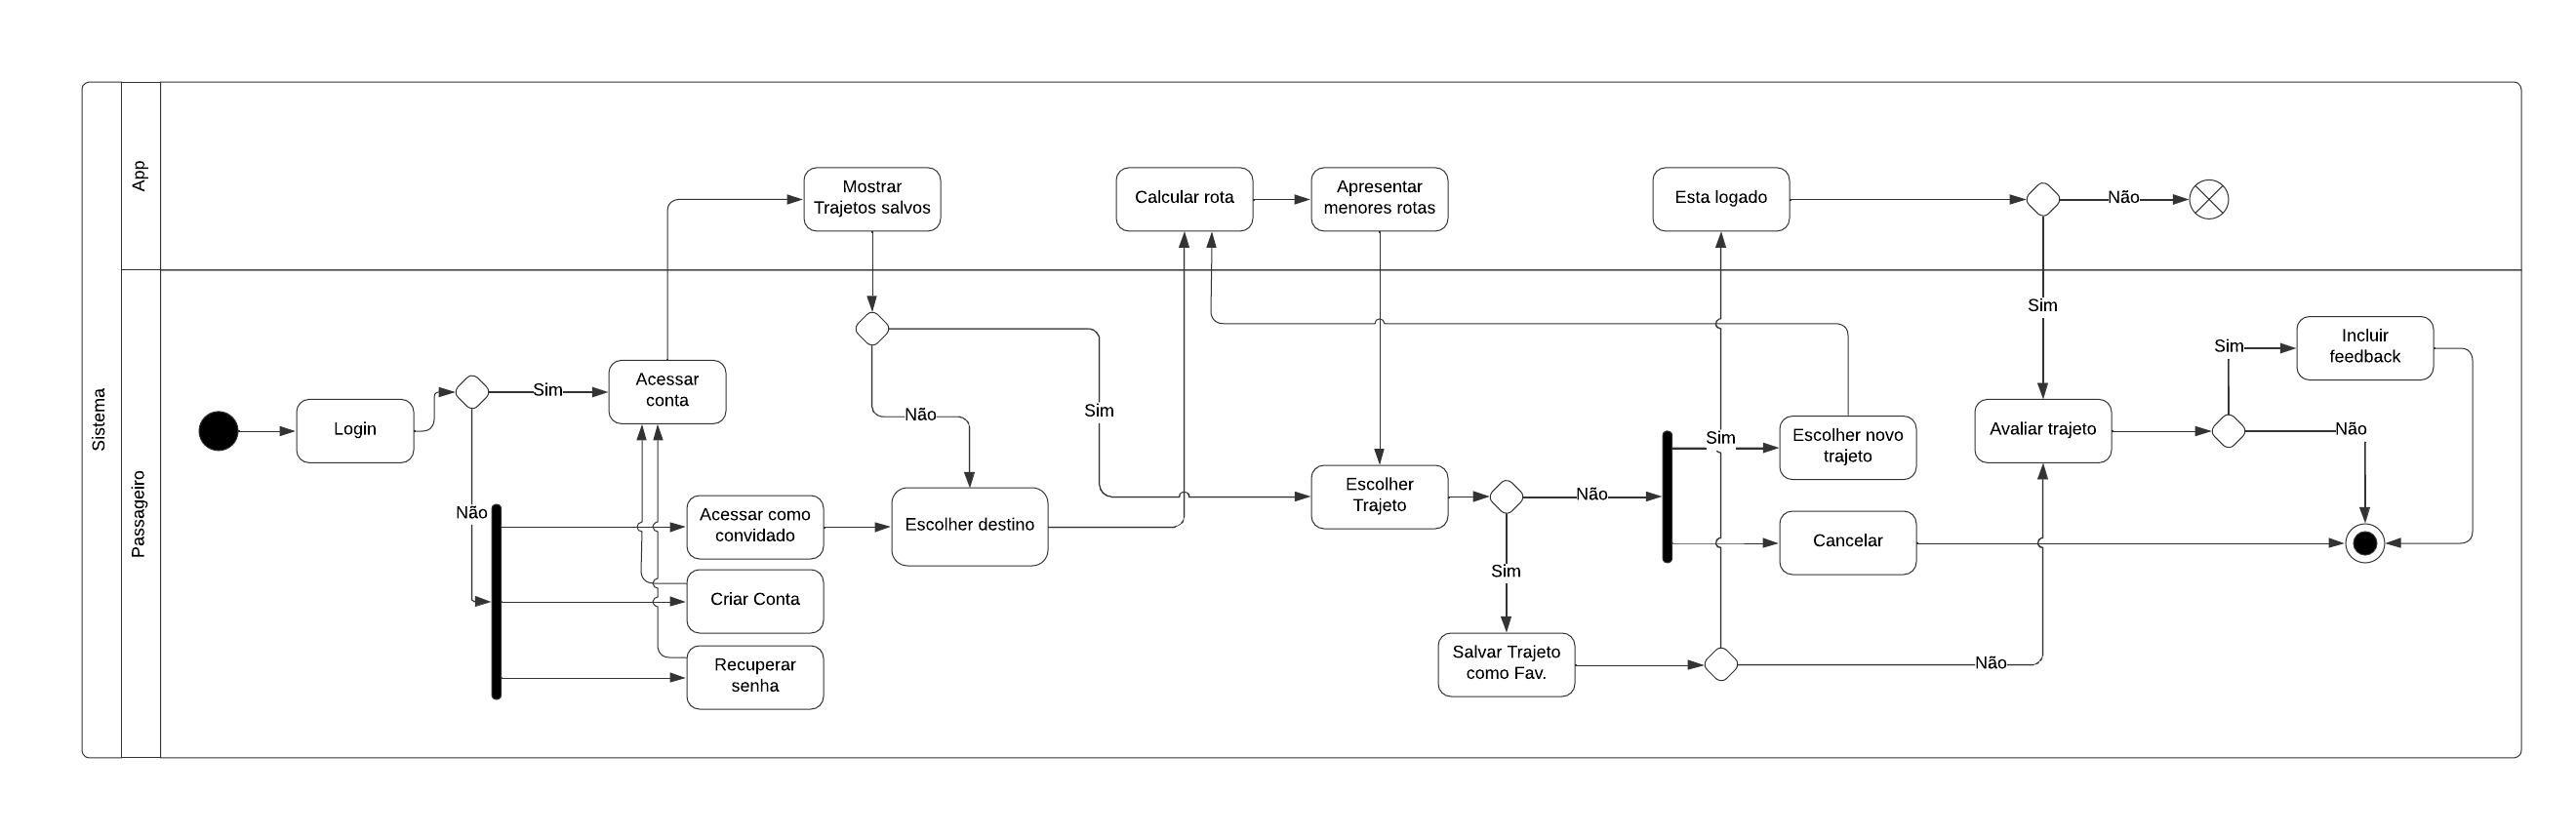 Sistema
App
Mostrar
Trajetos salvos
Calcular rota
Apresentar
menores rotas
Esta logado
Não
Passageiro
Login
Sim
Não
Acessar
conta
Acessar como
convidado
Criar Conta
Recuperar
senha
Não
Sim
Escolher destino
Escolher
Trajeto
Não
Sim
Salvar Trajeto
como Fav.
Sim
Escolher novo
trajeto
Cancelar
Não
Sim
Avaliar trajeto
Sim
Incluir
feedback
Não